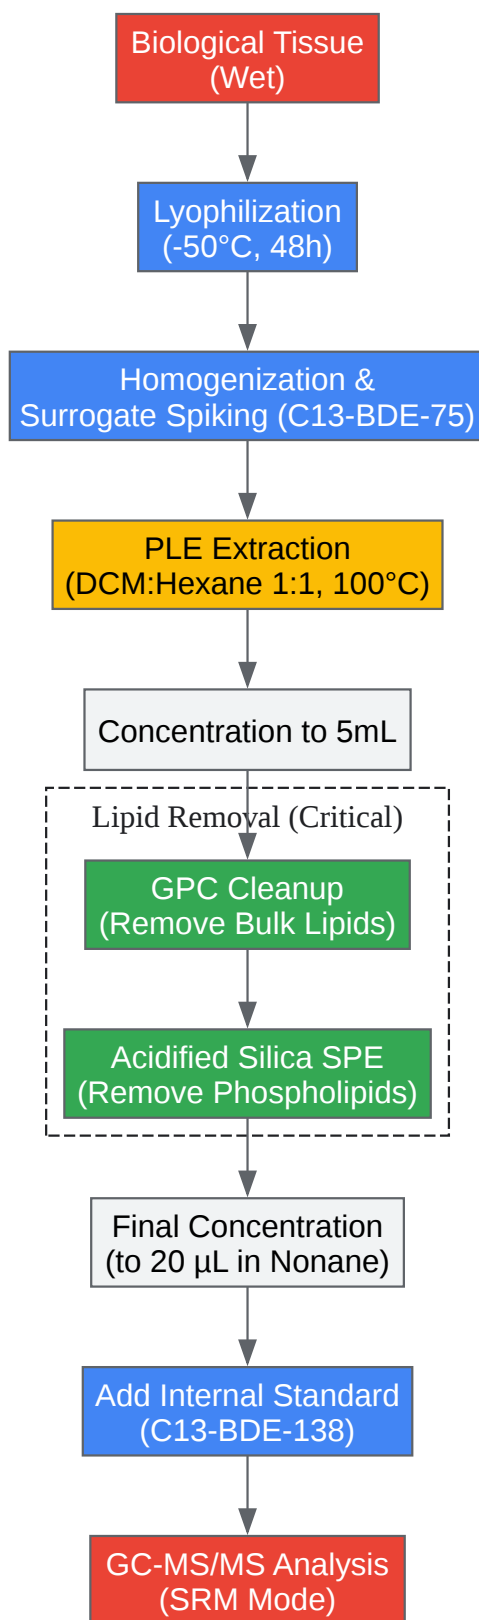 Biological Tissue
(Wet)
Lyophilization
(-50°C, 48h)
Homogenization &
Surrogate Spiking (C13-BDE-75)
PLE Extraction
(DCM:Hexane 1:1, 100°C)
Concentration to 5mL
Lipid Removal (Critical)
GPC Cleanup
(Remove Bulk Lipids)
Acidified Silica SPE
(Remove Phospholipids)
Final Concentration
(to 20 µL in Nonane)
Add Internal Standard
(C13-BDE-138)
GC-MS/MS Analysis
(SRM Mode)